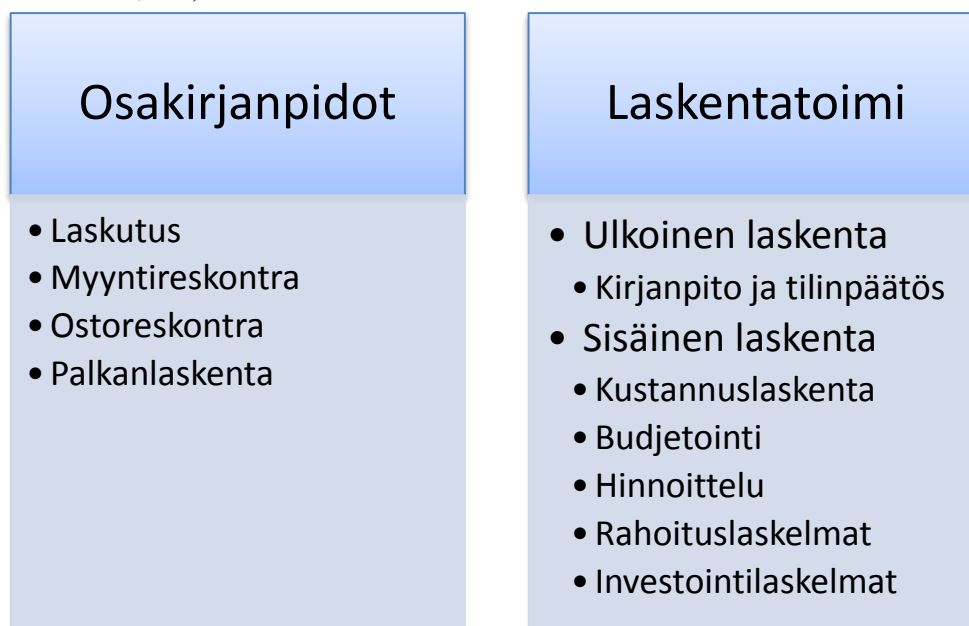 Osakirjanpidot
• Laskutus
• Myyntireskontra
• Ostoreskontra
• Palkanlaskenta
Laskentatoimi
• Ulkoinen laskenta
• Kirjanpito ja tilinpäätös
• Sisäinen laskenta
• Kustannuslaskenta
• Budjetointi
• Hinnoittelu
• Rahoituslaskelmat
• Investointilaskelmat